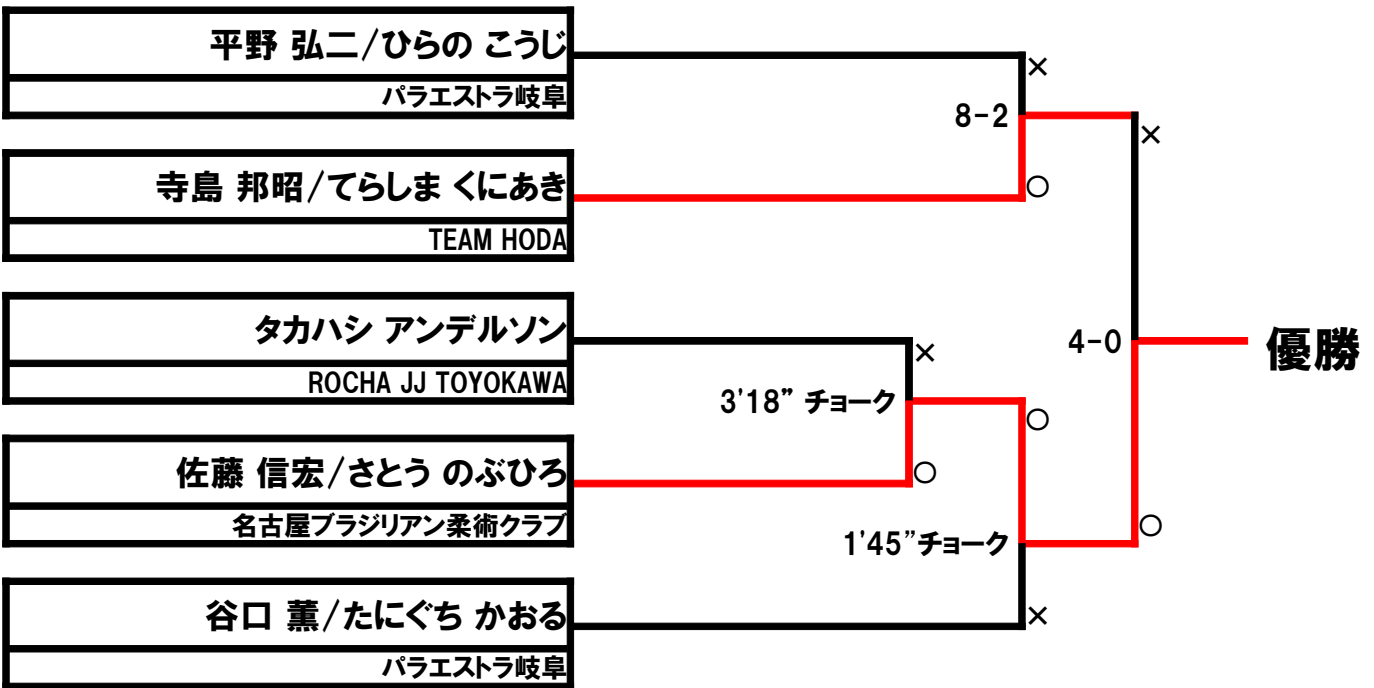 平野 弘二/ひらの こうじ
パラエストラ岐阜
×
8-2
×
寺島 邦昭/てらしま くにあき
○
TEAM HODA
タカハシ アンデルソン
×
4-0
優勝
ROCHA JJ TOYOKAWA
3'18” チョーク
○
佐藤 信宏/さとう のぶひろ
○
名古屋ブラジリアン柔術クラブ
1'45”チョーク
○
谷口 薫/たにぐち かおる
×
パラエストラ岐阜